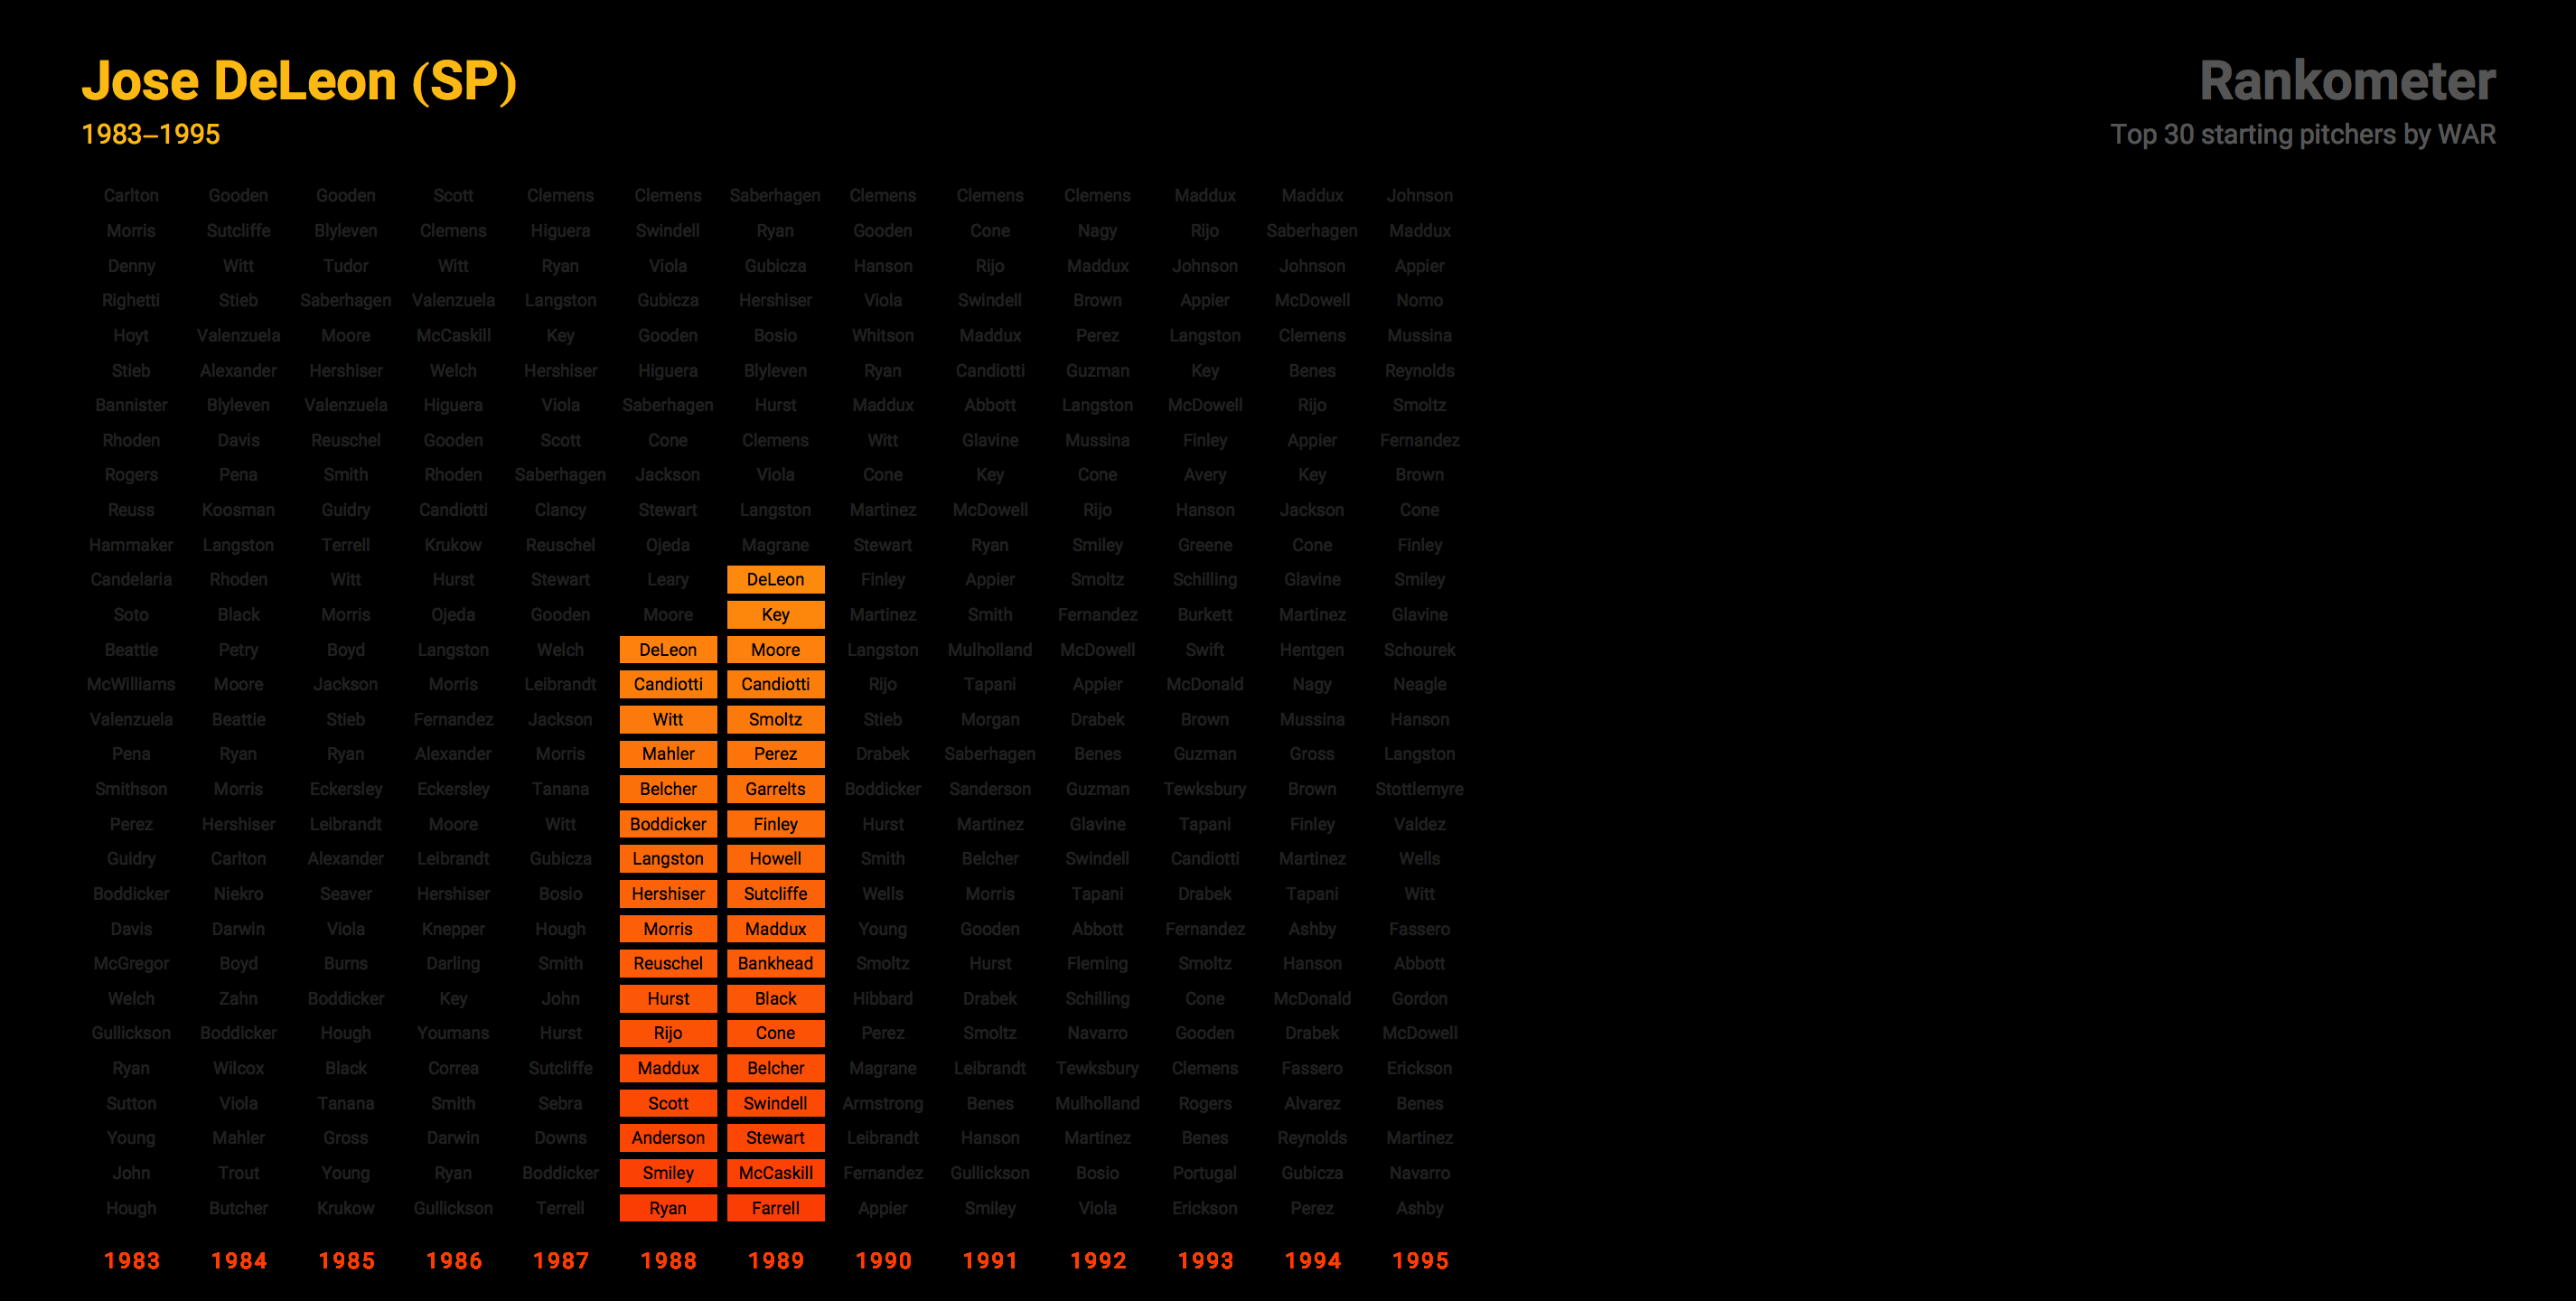 Jose DeLeon (SP)
1983–1995
Rankometer
Top 30 starting pitchers by WAR
Carlton Gooden Gooden Scott Clemens Clemens Saberhagen Clemens Clemens Clemens Maddux Maddux Johnson
Morris Sutcliffe Blyleven Clemens Higuera Swindell Ryan Gooden Cone Nagy Rijo Saberhagen Maddux
Denny Witt Tudor Witt Ryan Viola Gubicza Hanson Rijo Maddux Johnson Johnson Appier
Righetti Stieb Saberhagen Valenzuela Langston Gubicza Hershiser Viola Swindell Brown Appier McDowell Nomo
Hoyt Valenzuela Moore McCaskill Key Gooden Bosio Whitson Maddux Perez Langston Clemens Mussina
Stieb Alexander Hershiser Welch Hershiser Higuera Blyleven Ryan Candiotti Guzman Key Benes Reynolds
Bannister Blyleven Valenzuela Higuera Viola Saberhagen Hurst Maddux Abbott Langston McDowell Rijo Smoltz
Rhoden Davis Reuschel Gooden Scott Cone Clemens Witt Glavine Mussina Finley Appier Fernandez
Rogers Pena Smith Rhoden Saberhagen Jackson Viola Cone Key Cone Avery Key Brown
Reuss Koosman Guidry Candiotti Clancy Stewart Langston Martinez McDowell Rijo Hanson Jackson Cone
Hammaker Langston Terrell Krukow Reuschel Ojeda Magrane Stewart Ryan Smiley Greene Cone Finley
Candelaria Rhoden Witt Hurst Stewart Leary DeLeon Finley Appier Smoltz Schilling Glavine Smiley
Soto Black Morris Ojeda Gooden Moore Key Martinez Smith Fernandez Burkett Martinez Glavine
Beattie Petry Boyd Langston Welch DeLeon Moore Langston Mulholland McDowell Swift Hentgen Schourek
McWilliams Moore Jackson Morris Leibrandt Candiotti Candiotti Rijo Tapani Appier McDonald Nagy Neagle
Valenzuela Beattie Stieb Fernandez Jackson Witt Smoltz Stieb Morgan Drabek Brown Mussina Hanson
Pena Ryan Ryan Alexander Morris Mahler Perez Drabek Saberhagen Benes Guzman Gross Langston
Smithson Morris Eckersley Eckersley Tanana Belcher Garrelts Boddicker Sanderson Guzman Tewksbury Brown Stottlemyre
Perez Hershiser Leibrandt Moore Witt Boddicker Finley Hurst Martinez Glavine Tapani Finley Valdez
Guidry Carlton Alexander Leibrandt Gubicza Langston Howell Smith Belcher Swindell Candiotti Martinez Wells
Boddicker Niekro Seaver Hershiser Bosio Hershiser Sutcliffe Wells Morris Tapani Drabek Tapani Witt
Davis Darwin Viola Knepper Hough Morris Maddux Young Gooden Abbott Fernandez Ashby Fassero
McGregor Boyd Burns Darling Smith Reuschel Bankhead Smoltz Hurst Fleming Smoltz Hanson Abbott
Welch Zahn Boddicker Key John Hurst Black Hibbard Drabek Schilling Cone McDonald Gordon
Gullickson Boddicker Hough Youmans Hurst Rijo Cone Perez Smoltz Navarro Gooden Drabek McDowell
Ryan Wilcox Black Correa Sutcliffe Maddux Belcher Magrane Leibrandt Tewksbury Clemens Fassero Erickson
Sutton Viola Tanana Smith Sebra Scott Swindell Armstrong Benes Mulholland Rogers Alvarez Benes
Young Mahler Gross Darwin Downs Anderson Stewart Leibrandt Hanson Martinez Benes Reynolds Martinez
John Trout Young Ryan Boddicker Smiley McCaskill Fernandez Gullickson Bosio Portugal Gubicza Navarro
Hough Butcher Krukow Gullickson Terrell Ryan Farrell Appier Smiley Viola Erickson Perez Ashby
1983 1984 1985 1986 1987 1988 1989 1990 1991 1992 1993 1994 1995